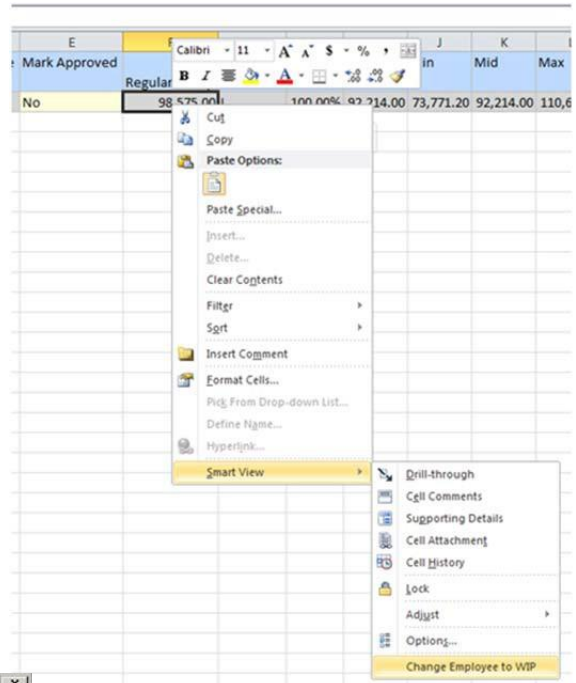 E J K
Calibri 11 A A $ % ,
Mark Approved in Mid Max
B I A
Regular
No 98,575.00 100.00% 92,214.00 73,771.20 92,214.00 110,6
Cut
Copy
Paste Options:
Paste Special...
Insert...
Delete...
Clear Contents
Filter
Sort
Insert Comment
Format Cells...
Pick From Drop-down List...
Define Name...
Hyperlink...
Smart View
Drill-through
Cell Comments
Supporting Details
Cell Attachment
Cell History
Lock
Adjust
Options...
Change Employee to WIP